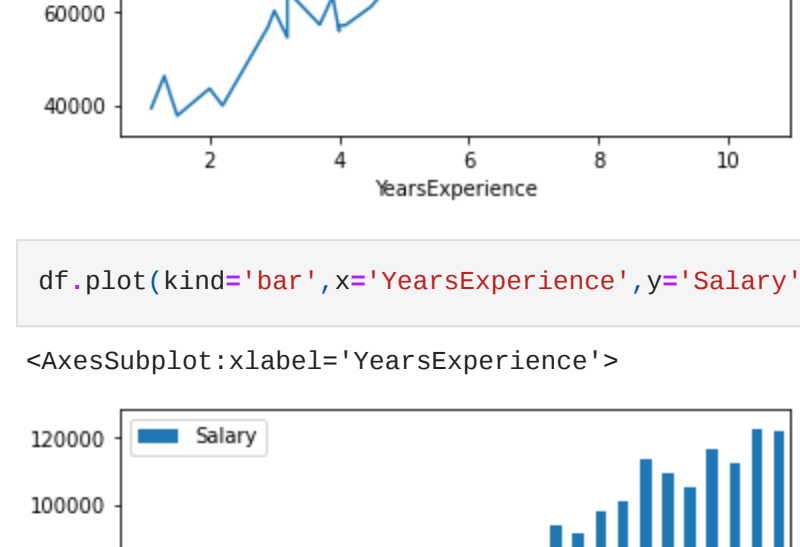 60000
40000
2 4 6 8 10
YearsExperience
df.plot(kind='bar',x='YearsExperience',y='Salary'
<AxesSubplot:xlabel='YearsExperience'>
120000
Salary
100000